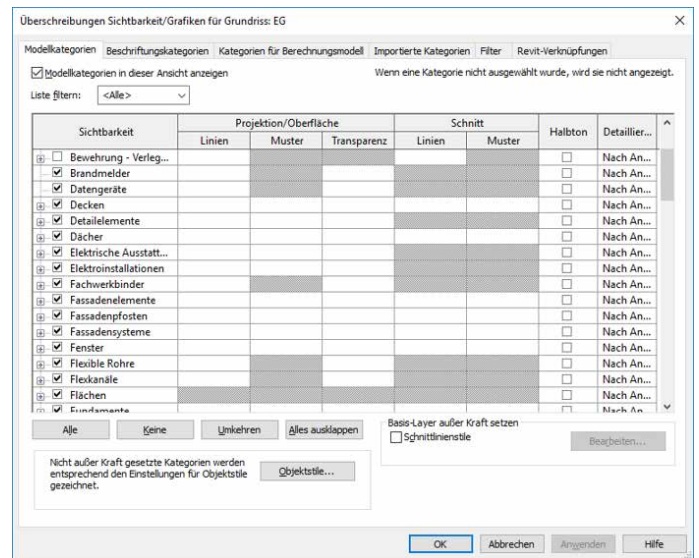 Überschreibungen Sichtbarkeit/Grafiken für Grundriss: EG
Modellkategorien Beschriftungskategorien Kategorien für Berechnungsmodell Importierte Kategorien Filter Revit-Verknüpfungen
Modellkategorien in dieser Ansicht anzeigen Wenn eine Kategorie nicht ausgewählt wurde, wird sie nicht angezeigt.
Liste filtern: <Alle>
Sichtbarkeit Projektion/Oberfläche Schnitt Halbton Detaillier...
Linien Muster Transparenz Linien Muster
Bewehrung - Verleg... Nach An...
Brandmelder Nach An...
Datengeräte Nach An...
Decken Nach An...
Detailelemente Nach An...
Dächer Nach An...
Elektrische Ausstatt... Nach An...
Elektroinstallationen Nach An...
Fachwerkbinder Nach An...
Fassadenelemente Nach An...
Fassadenpfosten Nach An...
Fassadensysteme Nach An...
Fenster Nach An...
Flexible Rohre Nach An...
Flexkanäle Nach An...
Flächen Nach An...
Fundamente Nach An...
Alle Keine Umkehren Alles ausklappen
Basis-Layer außer Kraft setzen
Schnittlinienstile Bearbeiten...
Nicht außer Kraft gesetzte Kategorien werden
entsprechend den Einstellungen für Objektstile
gezeichnet.
Objektstile...
OK Abbrechen Anwenden Hilfe